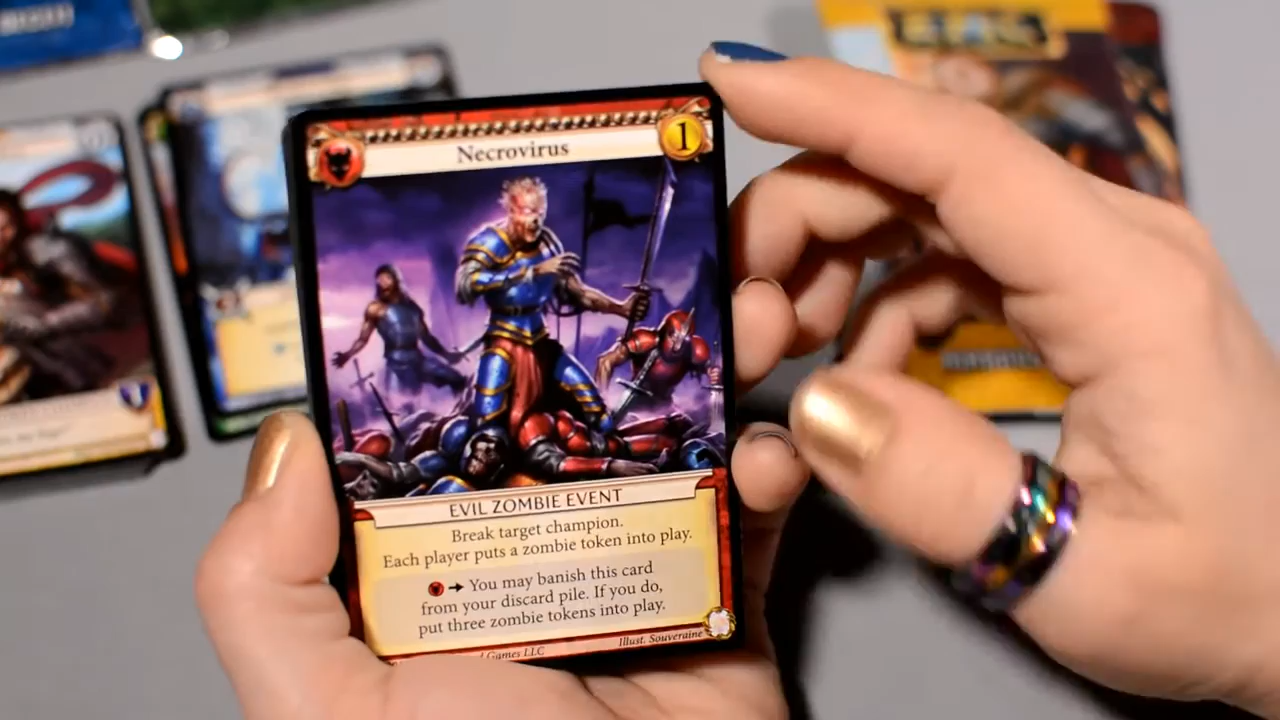 EPIC
Necrovirus
1
EVIL ZOMBIE EVENT
Break target champion.
Each player puts a zombie token into play.
➔ You may banish this card
from your discard pile. If you do,
put three zombie tokens into play.
Games LLC
Illust. Souveraine